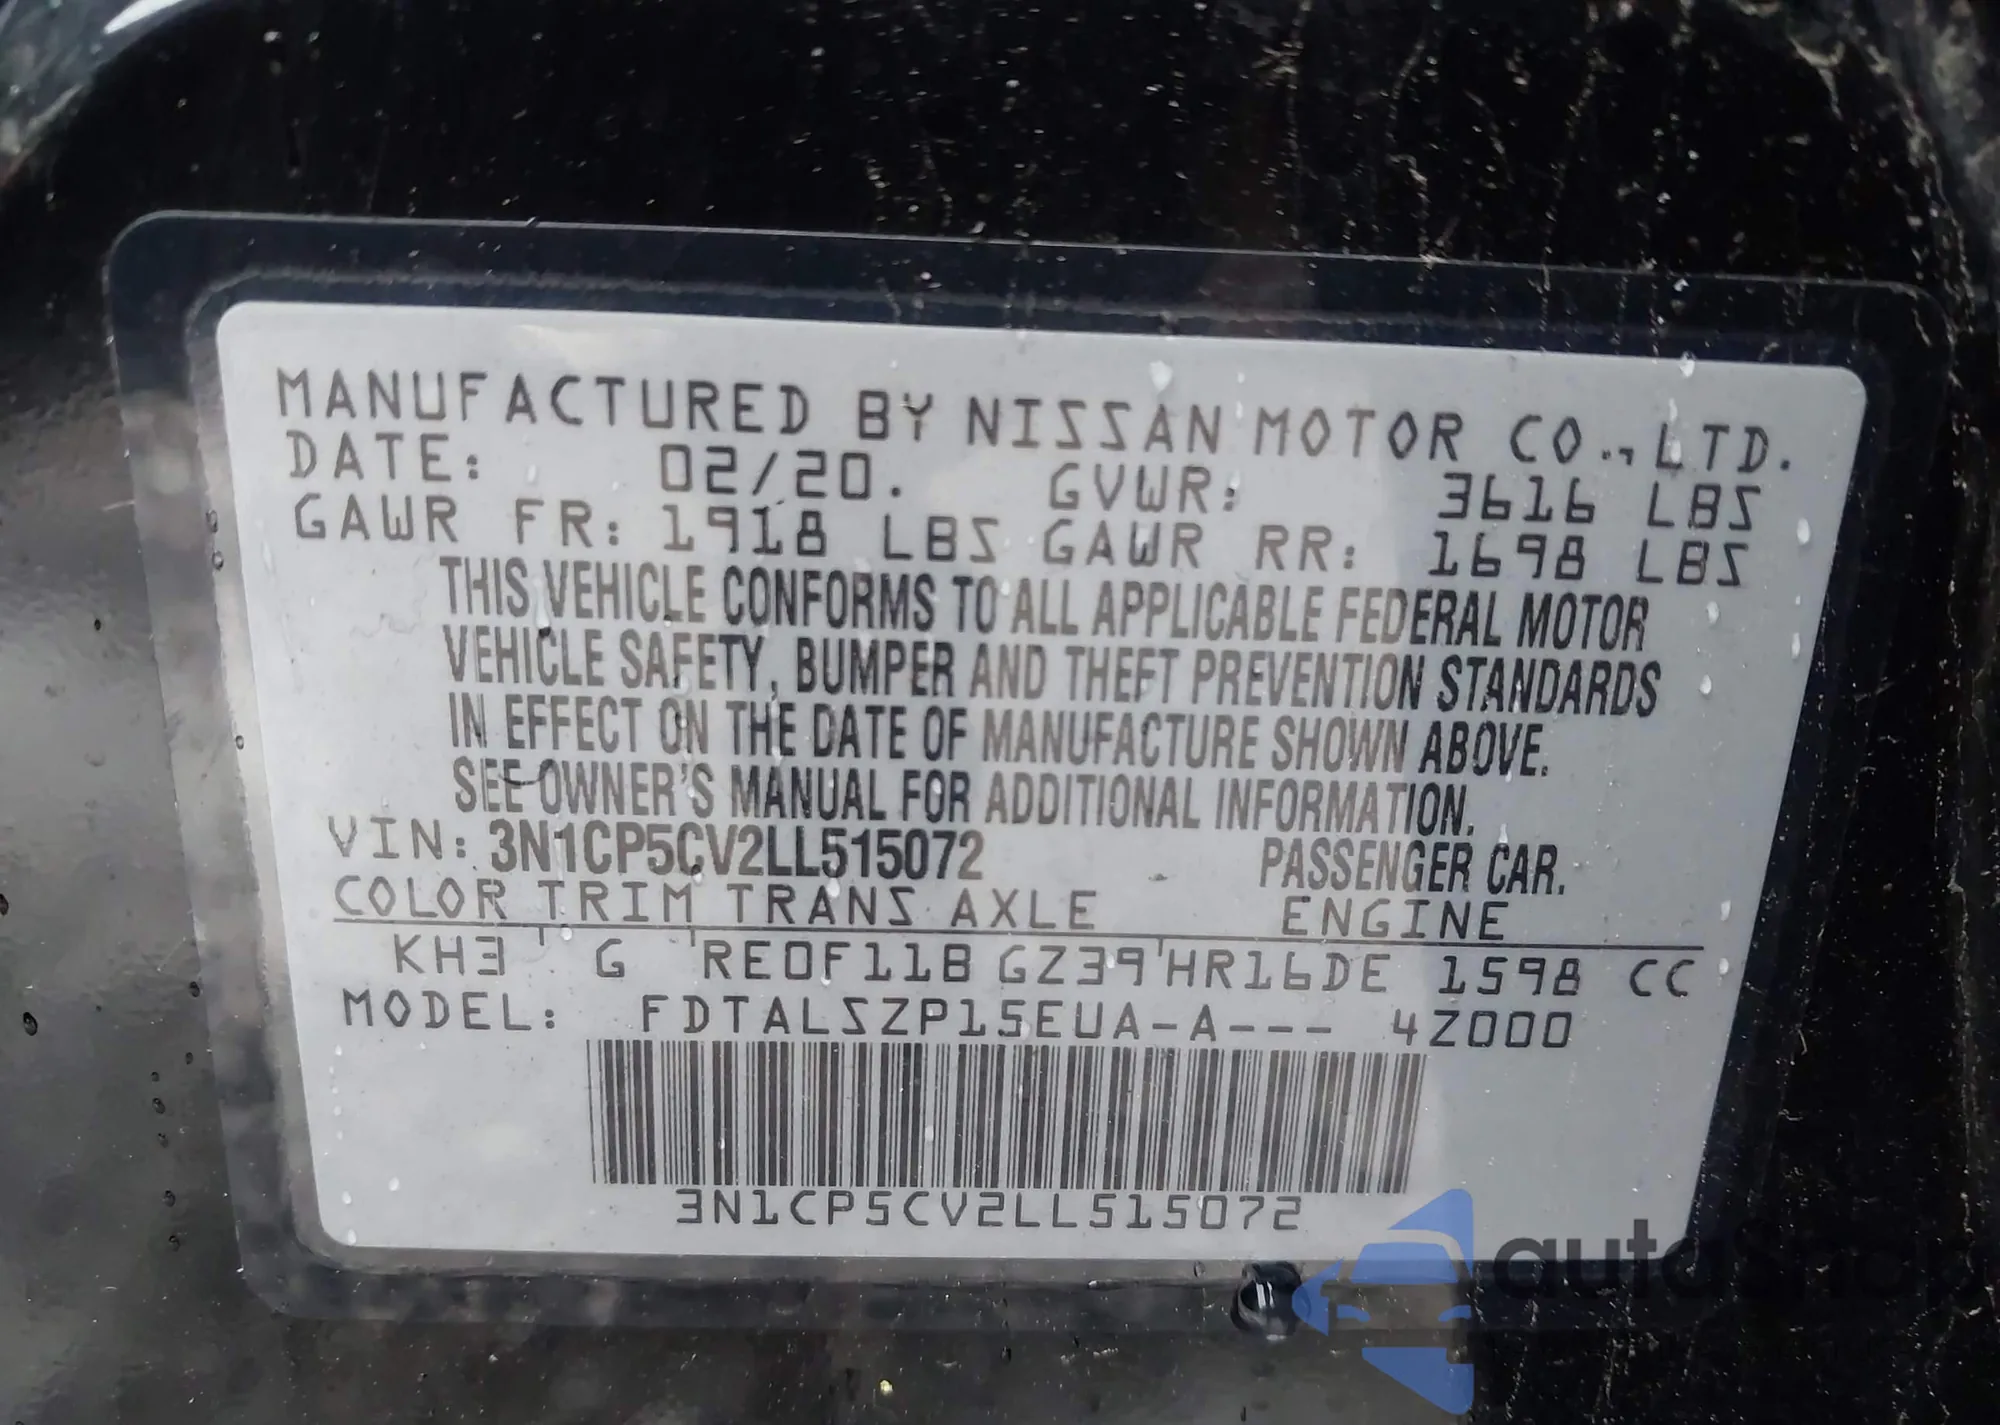 MANUFACTURED BY NISSAN MOTOR CO., LTD.
DATE: 02/20. GVWR: 3616 LBS
GAWR FR: 1918 LBS GAWR RR: 1698 LBS
THIS VEHICLE CONFORMS TO ALL APPLICABLE FEDERAL MOTOR
VEHICLE SAFETY, BUMPER AND THEFT PREVENTION STANDARDS
IN EFFECT ON THE DATE OF MANUFACTURE SHOWN ABOVE.
SEE OWNER'S MANUAL FOR ADDITIONAL INFORMATION.
VIN: 3N1CP5CV2LL515072 PASSENGER CAR.
COLOR TRIM TRANS AXLE ENGINE
KH3 G RE0F11B GZ39 HR16DE 1598 CC
MODEL: FDTALSZP15EUA-A--- 4Z000
3N1CP5CV2LL515072
autashop